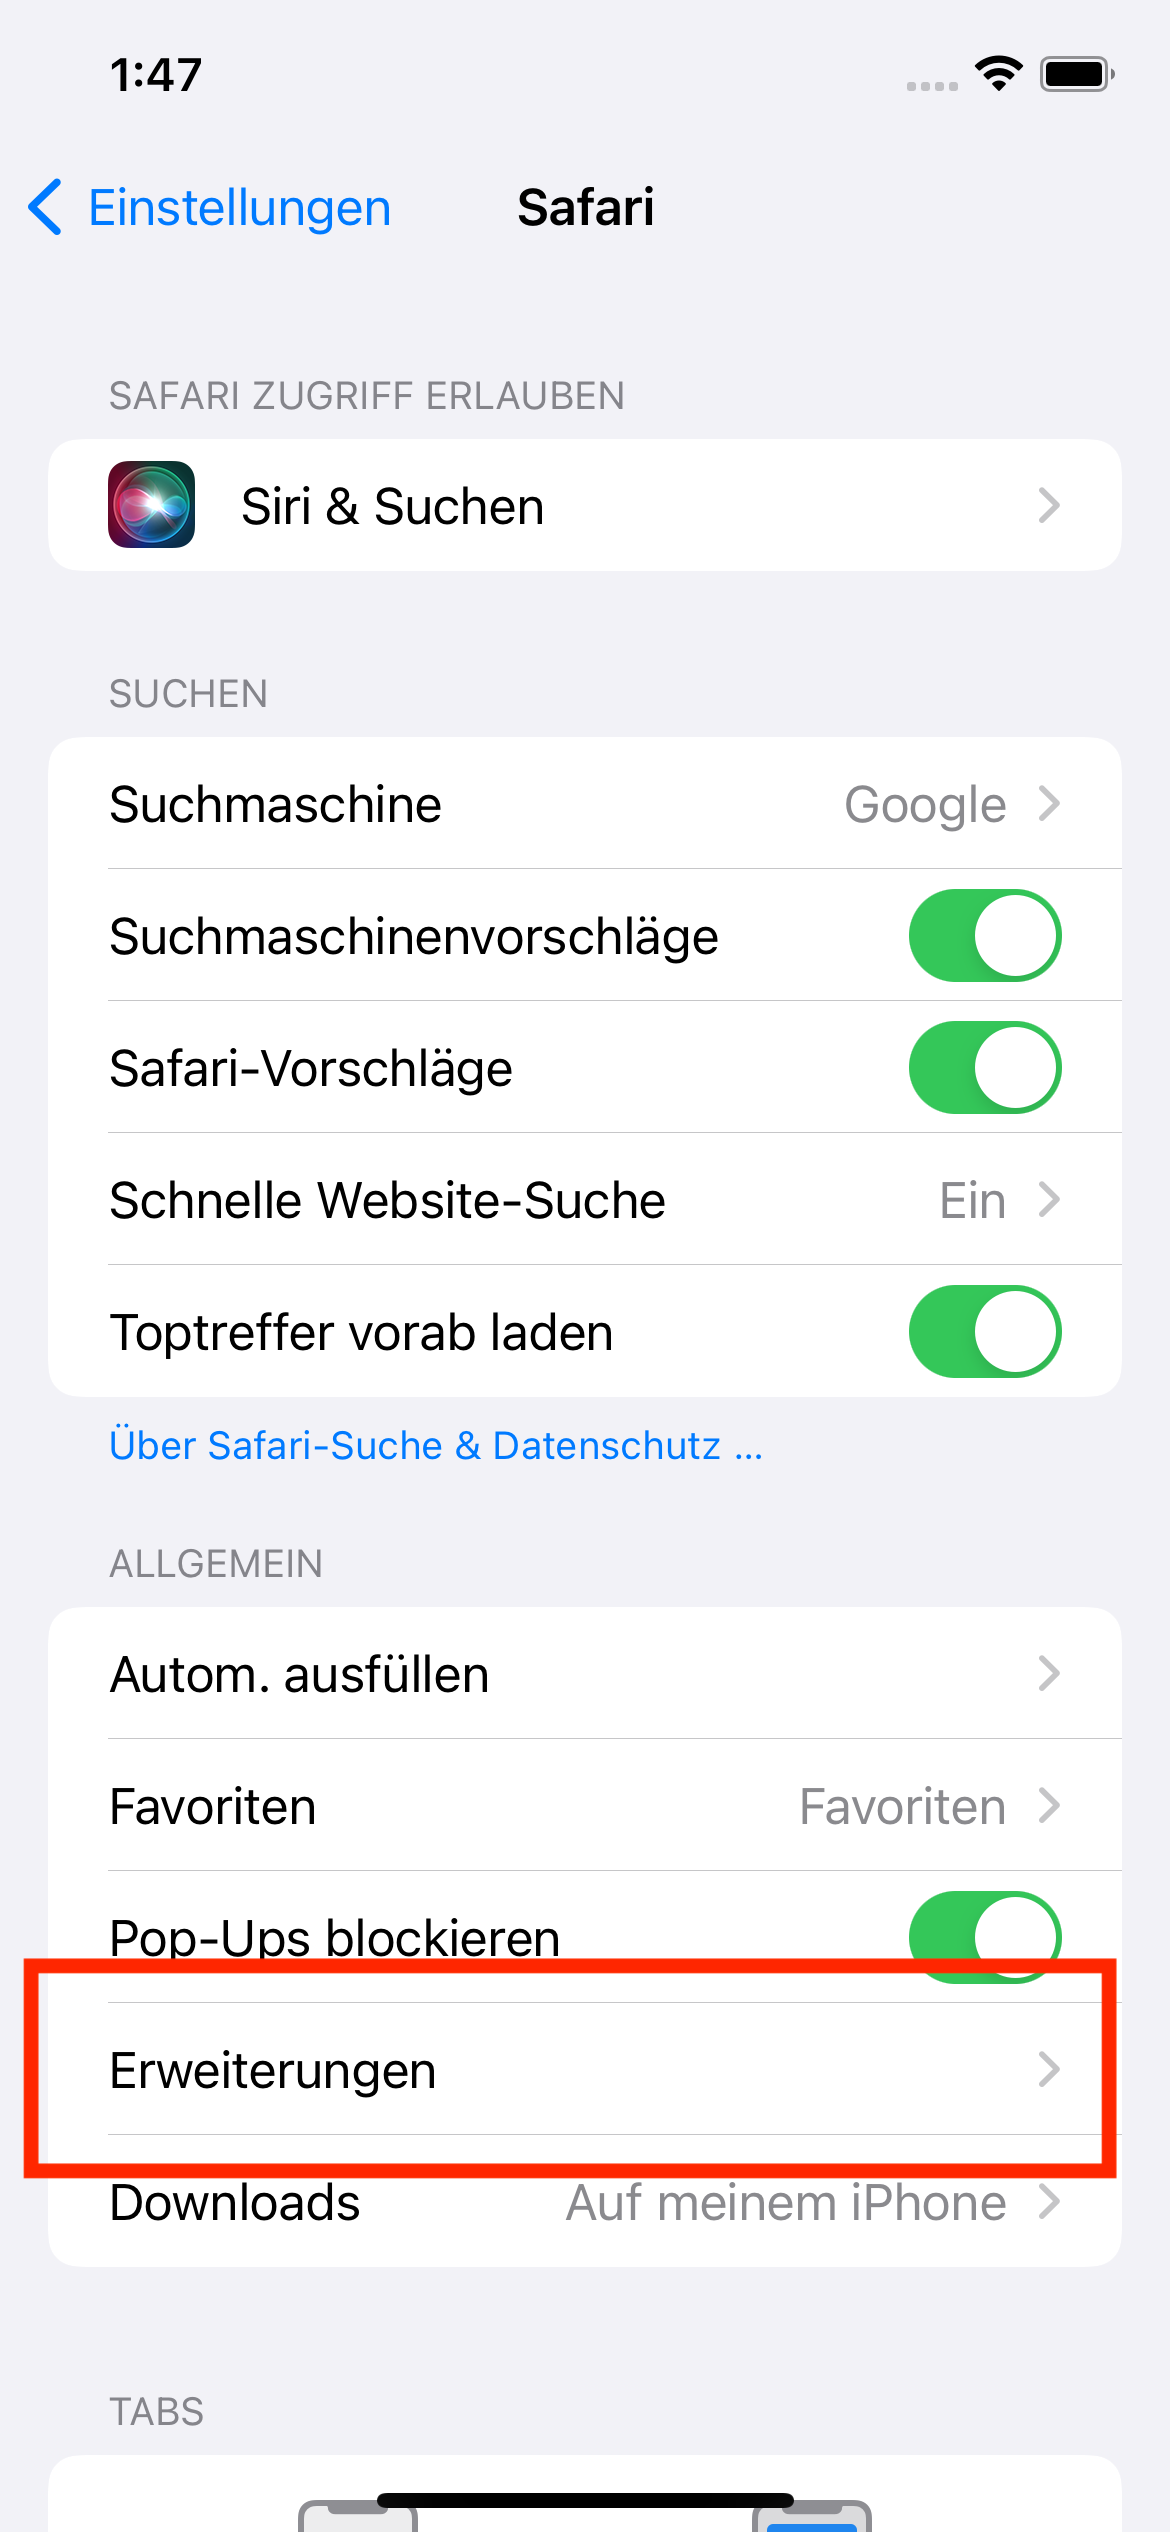 1:47
Einstellungen
Safari
SAFARI ZUGRIFF ERLAUBEN
Siri & Suchen
SUCHEN
Suchmaschine Google
Suchmaschinenvorschläge
Safari-Vorschläge
Schnelle Website-Suche Ein
Toptreffer vorab laden
Über Safari-Suche & Datenschutz ...
ALLGEMEIN
Autom. ausfüllen
Favoriten Favoriten
Pop-Ups blockieren
Erweiterungen
Downloads Auf meinem iPhone
TABS